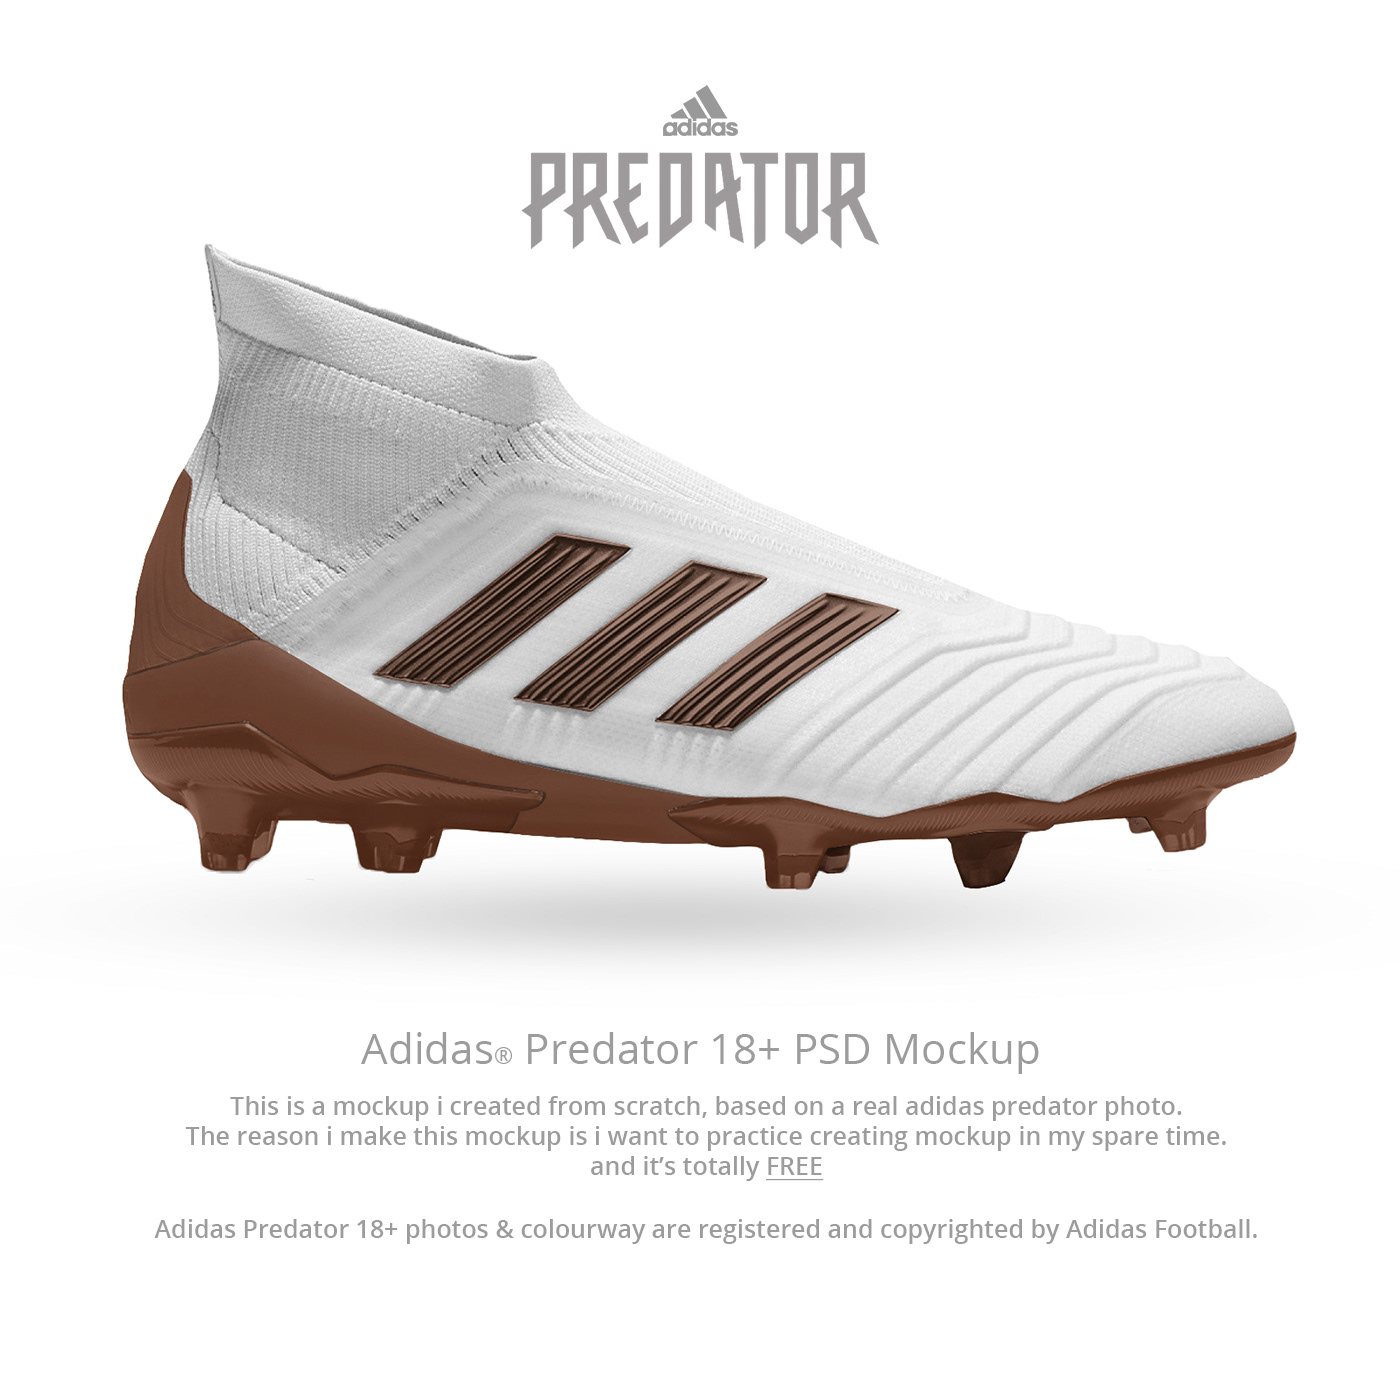 adidas
PREDATOR
Adidas® Predator 18+ PSD Mockup
This is a mockup i created from scratch, based on a real adidas predator photo.
The reason i make this mockup is i want to practice creating mockup in my spare time.
and it’s totally FREE
Adidas Predator 18+ photos & colourway are registered and copyrighted by Adidas Football.